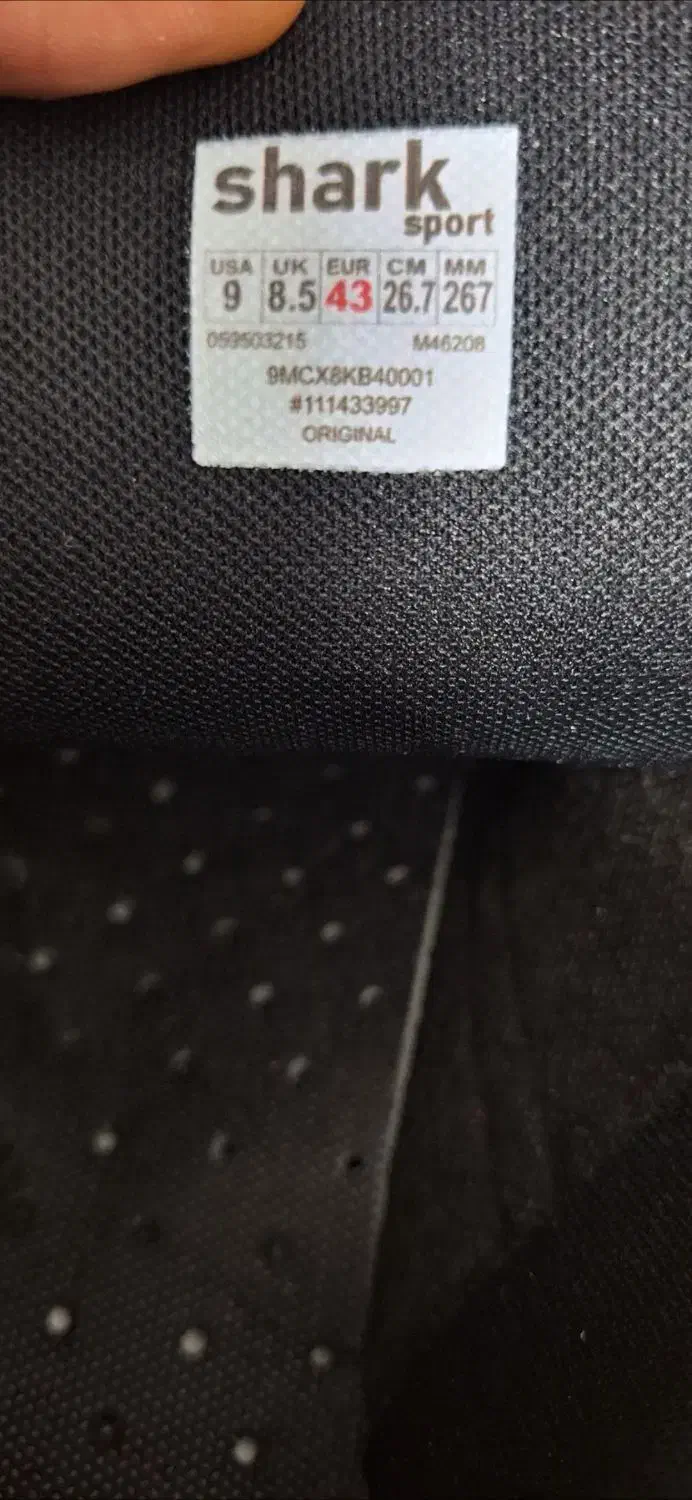 shark
sport
USA UK EUR CM MM
9 8.5 43 26.7 267
059503215 M46208
9MCX8KB40001
#111433997
ORIGINAL